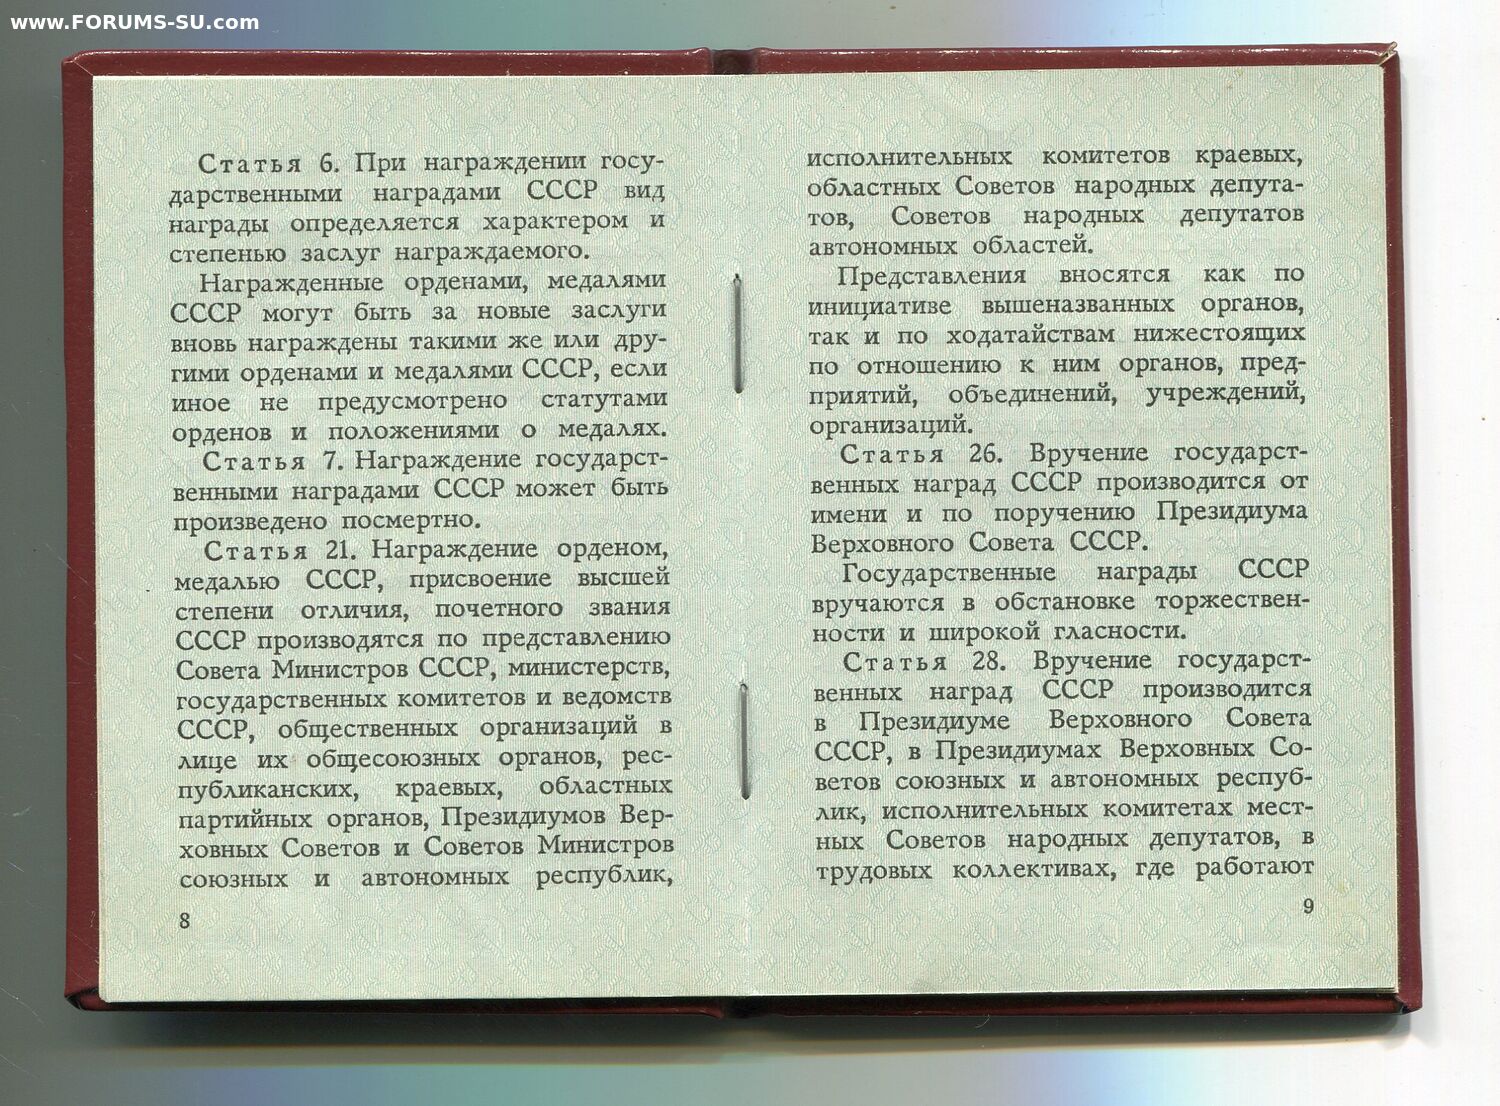 www.FORUMS-SU.com
Статья 6. При награждении госу-
дарственными наградами СССР вид
награды определяется характером и
степенью заслуг награждаемого.
Награжденные орденами, медалями
СССР могут быть за новые заслуги
вновь награждены такими же или дру-
гими орденами и медалями СССР, если
иное не предусмотрено статутами
орденов и положениями о медалях.
Статья 7. Награждение государст-
венными наградами СССР может быть
произведено посмертно.
Статья 21. Награждение орденом,
медалью СССР, присвоение высшей
степени отличия, почетного звания
СССР производятся по представлению
Совета Министров СССР, министерств,
государственных комитетов и ведомств
СССР, общественных организаций в
лице их общесоюзных органов, рес-
публиканских, краевых, областных
партийных органов, Президиумов Вер-
ховных Советов и Советов Министров
союзных и автономных республик,
8
исполнительных комитетов краевых,
областных Советов народных депута-
тов, Советов народных депутатов
автономных областей.
Представления вносятся как по
инициативе вышеназванных органов,
так и по ходатайствам нижестоящих
по отношению к ним органов, пред-
приятий, объединений, учреждений,
организаций.
Статья 26. Вручение государст-
венных наград СССР производится от
имени и по поручению Президиума
Верховного Совета СССР.
Государственные награды СССР
вручаются в обстановке торжествен-
ности и широкой гласности.
Статья 28. Вручение государст-
венных наград СССР производится
в Президиуме Верховного Совета
СССР, в Президиумах Верховных Со-
ветов союзных и автономных респуб-
лик, исполнительных комитетах мест-
ных Советов народных депутатов, в
трудовых коллективах, где работают
9